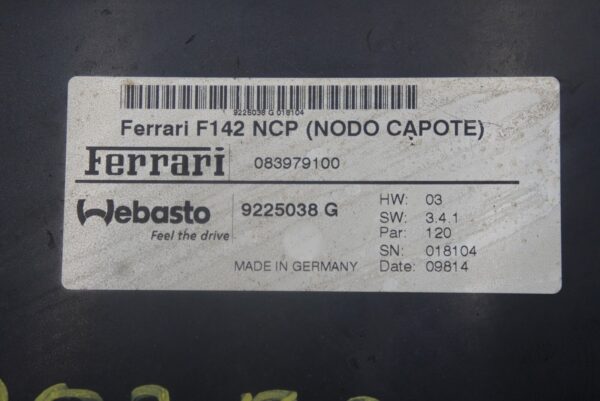 9225038 G 018104
Ferrari F142 NCP (NODO CAPOTE)
Ferrari 083979100
Webasto 9225038 G
Feel the drive
HW: 03
SW: 3.4.1
Par: 120
SN: 018104
MADE IN GERMANY Date: 09814